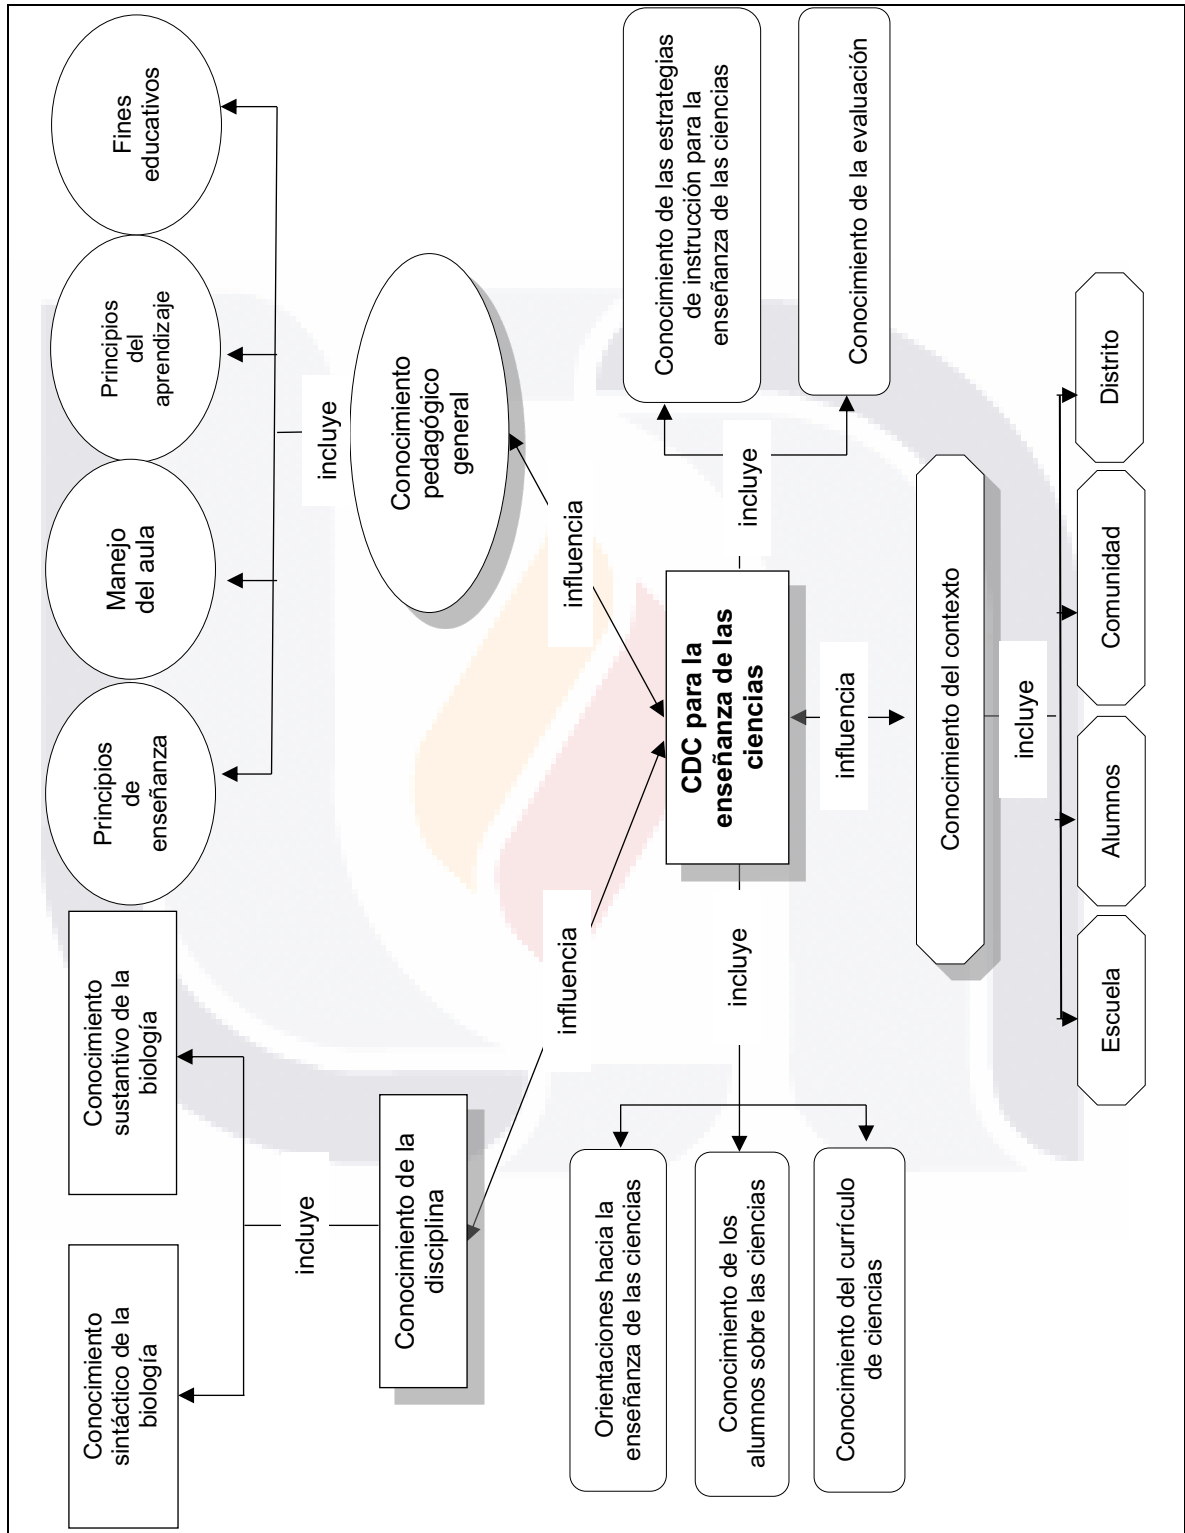 Conocimiento
sintáctico de la
biología
Conocimiento
sustantivo de la
biología
Principios
de
enseñanza
Manejo
del aula
Principios
del
aprendizaje
Fines
educativos
incluye
incluye
Conocimiento de la
disciplina
Conocimiento
pedagógico
general
influencia
influencia
Orientaciones hacia la
enseñanza de las ciencias
Conocimiento de los
alumnos sobre las ciencias
Conocimiento del currículo
de ciencias
incluye
CDC para la
enseñanza de las
ciencias
incluye
Conocimiento de las estrategias
de instrucción para la
enseñanza de las ciencias
Conocimiento de la evaluación
influencia
Conocimiento del contexto
incluye
Escuela
Alumnos
Comunidad
Distrito